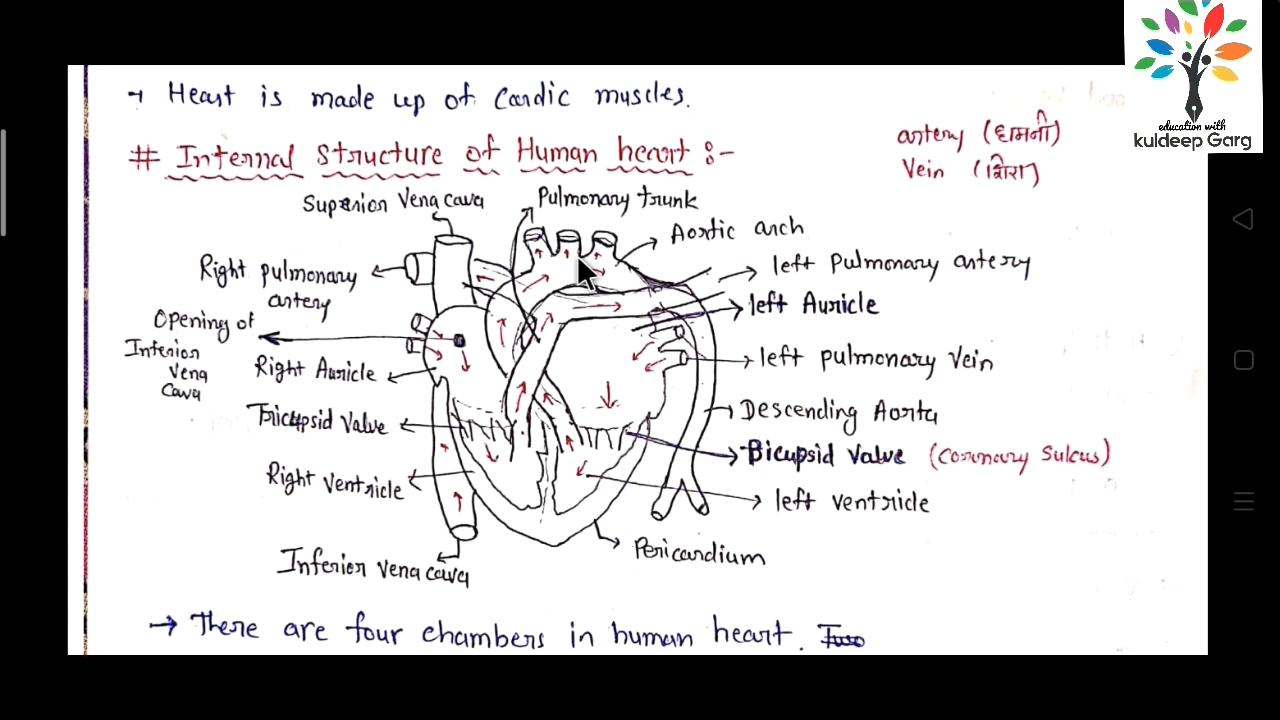 → Heart is made up of Cardic muscles.
# Internal Structure of Human heart :-
artery (धामनी)
Vein (शिरा)
education with
kuldeep Garg
Superior Vena cava
Pulmonary trunk
Aortic arch
Right pulmonary
artery
left Pulmonary artery
left Auricle
Opening of
Inferior
Vena
Cava
Right Auricle
left pulmonary Vein
Tricupsid Valve
Descending Aorta
Bicupsid Valve (Coronary Sulcus)
Right Ventricle
left ventricle
Pericardium
Inferior vena cava
→ There are four chambers in human heart.